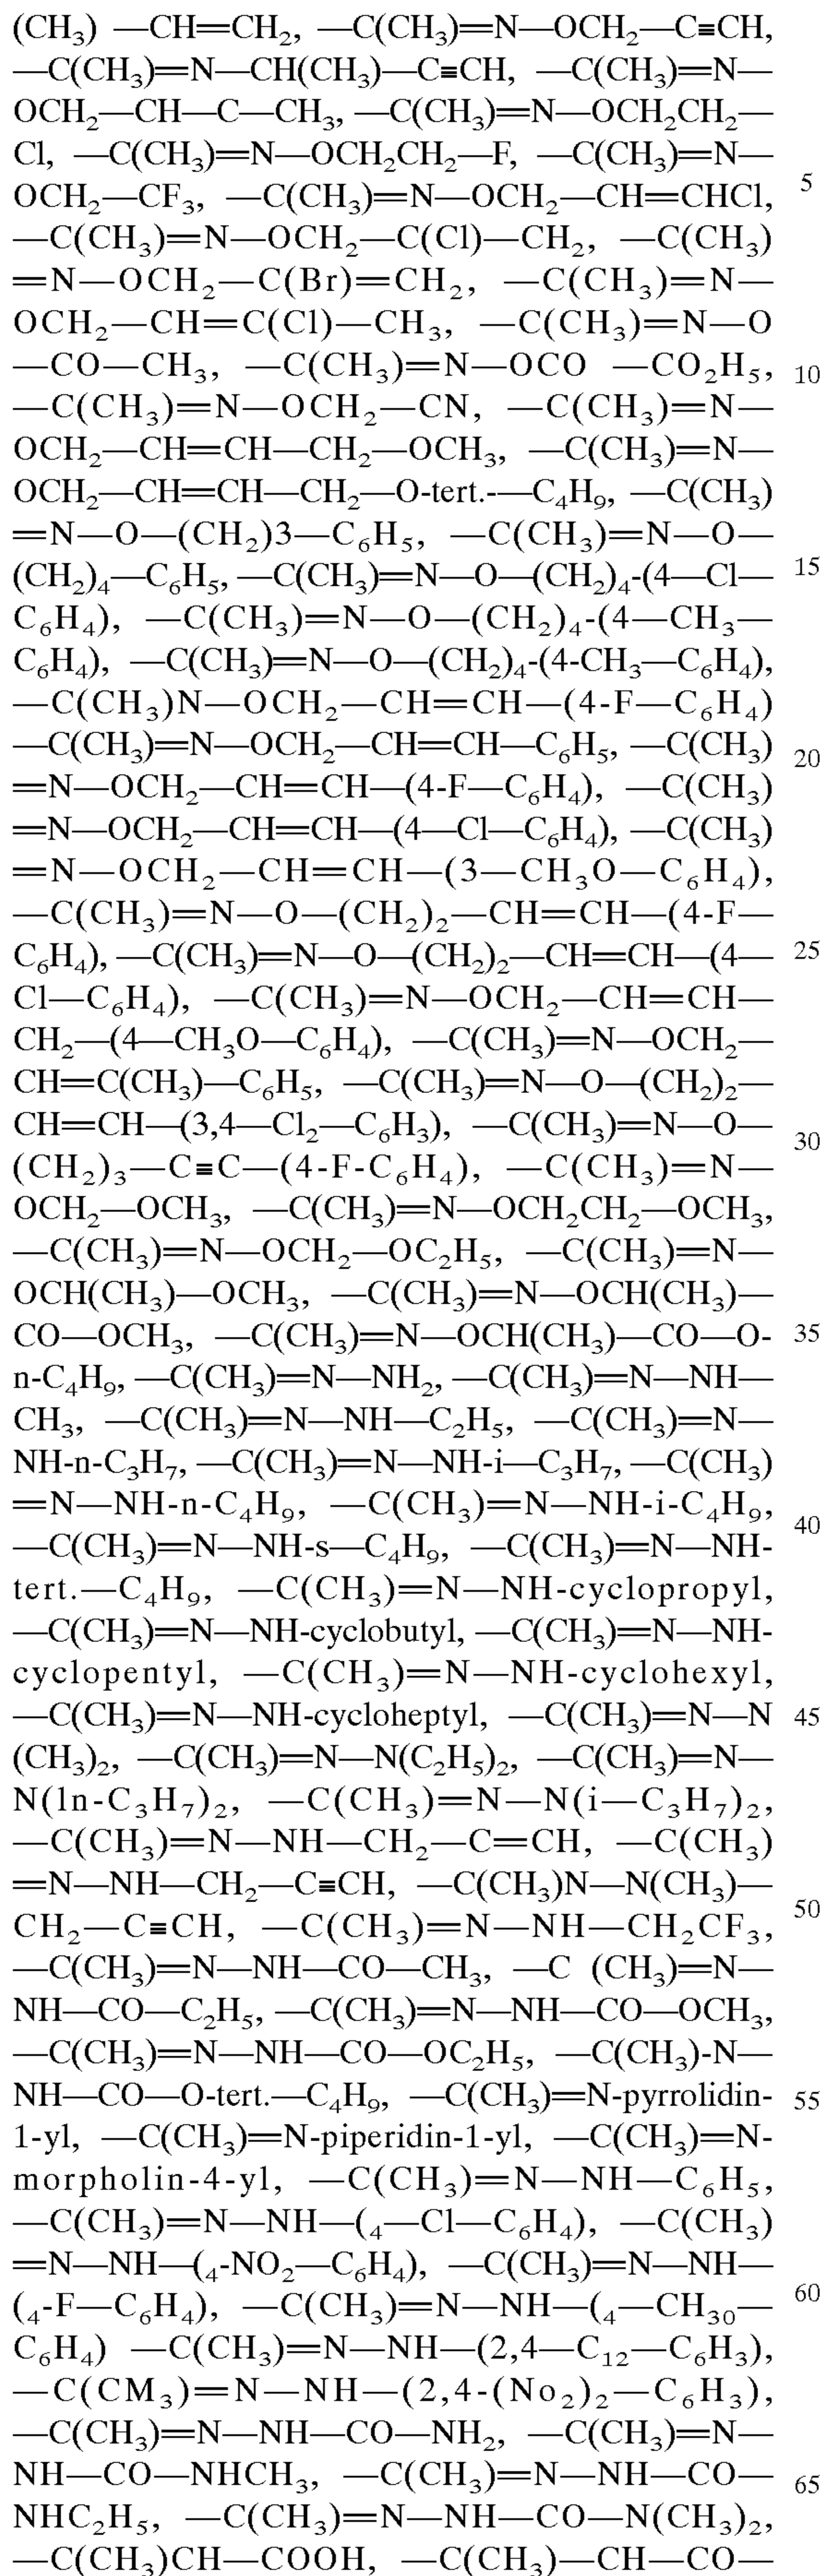 (CH₃) —CH=CH₂, —C(CH₃)=N—OCH₂—C≡CH,
—C(CH₃)=N—CH(CH₃)—C≡CH, —C(CH₃)=N—
OCH₂—CH—C—CH₃, —C(CH₃)=N—OCH₂CH₂—
Cl, —C(CH₃)=N—OCH₂CH₂—F, —C(CH₃)=N— 5
OCH₂—CF₃, —C(CH₃)=N—OCH₂—CH=CHCl,
—C(CH₃)=N—OCH₂—C(Cl)—CH₂, —C(CH₃)
=N—OCH₂—C(Br)=CH₂, —C(CH₃)=N—
OCH₂—CH=C(Cl)—CH₃, —C(CH₃)=N—O
—CO—CH₃, —C(CH₃)=N—OCO —CO₂H₅, 10
—C(CH₃)=N—OCH₂—CN, —C(CH₃)=N—
OCH₂—CH=CH—CH₂—OCH₃, —C(CH₃)=N—
OCH₂—CH=CH—CH₂—O-tert.-—C₄H₉, —C(CH₃)
=N—O—(CH₂)3—C₆H₅, —C(CH₃)=N—O—
(CH₂)₄—C₆H₅, —C(CH₃)=N—O—(CH₂)₄-(4—Cl— 15
C₆H₄), —C(CH₃)=N—O—(CH₂)₄-(4—CH₃—
C₆H₄), —C(CH₃)=N—O—(CH₂)₄-(4-CH₃—C₆H₄),
—C(CH₃)N—OCH₂—CH=CH—(4-F—C₆H₄)
—C(CH₃)=N—OCH₂—CH=CH—C₆H₅, —C(CH₃) 20
=N—OCH₂—CH=CH—(4-F—C₆H₄), —C(CH₃)
=N—OCH₂—CH=CH—(4—Cl—C₆H₄), —C(CH₃)
=N—OCH₂—CH=CH—(3—CH₃O—C₆H₄),
—C(CH₃)=N—O—(CH₂)₂—CH=CH—(4-F—
C₆H₄), —C(CH₃)=N—O—(CH₂)₂—CH=CH—(4— 25
Cl—C₆H₄), —C(CH₃)=N—OCH₂—CH=CH—
CH₂—(4—CH₃O—C₆H₄), —C(CH₃)=N—OCH₂—
CH=C(CH₃)—C₆H₅, —C(CH₃)=N—O—(CH₂)₂—
CH=CH—(3,4—Cl₂—C₆H₃), —C(CH₃)=N—O— 30
(CH₂)₃—C≡C—(4-F-C₆H₄), —C(CH₃)=N—
OCH₂—OCH₃, —C(CH₃)=N—OCH₂CH₂—OCH₃,
—C(CH₃)=N—OCH₂—OC₂H₅, —C(CH₃)=N—
OCH(CH₃)—OCH₃, —C(CH₃)=N—OCH(CH₃)—
CO—OCH₃, —C(CH₃)=N—OCH(CH₃)—CO—O- 35
n-C₄H₉, —C(CH₃)=N—NH₂, —C(CH₃)=N—NH—
CH₃, —C(CH₃)=N—NH—C₂H₅, —C(CH₃)=N—
NH-n-C₃H₇, —C(CH₃)=N—NH-i—C₃H₇, —C(CH₃)
=N—NH-n-C₄H₉, —C(CH₃)=N—NH-i-C₄H₉, 40
—C(CH₃)=N—NH-s—C₄H₉, —C(CH₃)=N—NH-
tert.—C₄H₉, —C(CH₃)=N—NH-cyclopropyl,
—C(CH₃)=N—NH-cyclobutyl, —C(CH₃)=N—NH-
cyclopentyl, —C(CH₃)=N—NH-cyclohexyl,
—C(CH₃)=N—NH-cycloheptyl, —C(CH₃)=N—N 45
(CH₃)₂, —C(CH₃)=N—N(C₂H₅)₂, —C(CH₃)=N—
N(ln-C₃H₇)₂, —C(CH₃)=N—N(i—C₃H₇)₂,
—C(CH₃)=N—NH—CH₂—C=CH, —C(CH₃)
=N—NH—CH₂—C≡CH, —C(CH₃)N—N(CH₃)— 50
CH₂—C≡CH, —C(CH₃)=N—NH—CH₂CF₃,
—C(CH₃)=N—NH—CO—CH₃, —C (CH₃)=N—
NH—CO—C₂H₅, —C(CH₃)=N—NH—CO—OCH₃,
—C(CH₃)=N—NH—CO—OC₂H₅, —C(CH₃)-N—
NH—CO—O-tert.—C₄H₉, —C(CH₃)=N-pyrrolidin- 55
1-yl, —C(CH₃)=N-piperidin-1-yl, —C(CH₃)=N-
morpholin-4-yl, —C(CH₃)=N—NH—C₆H₅,
—C(CH₃)=N—NH—(₄—Cl—C₆H₄), —C(CH₃)
=N—NH—(₄-NO₂—C₆H₄), —C(CH₃)=N—NH— 60
(₄-F—C₆H₄), —C(CH₃)=N—NH—(₄—CH₃₀—
C₆H₄) —C(CH₃)=N—NH—(2,4—C₁₂—C₆H₃),
—C(CM₃)=N—NH—(2,4-(No₂)₂—C₆H₃),
—C(CH₃)=N—NH—CO—NH₂, —C(CH₃)=N—
NH—CO—NHCH₃, —C(CH₃)=N—NH—CO— 65
NHC₂H₅, —C(CH₃)=N—NH—CO—N(CH₃)₂,
—C(CH₃)CH—COOH, —C(CH₃)—CH—CO—